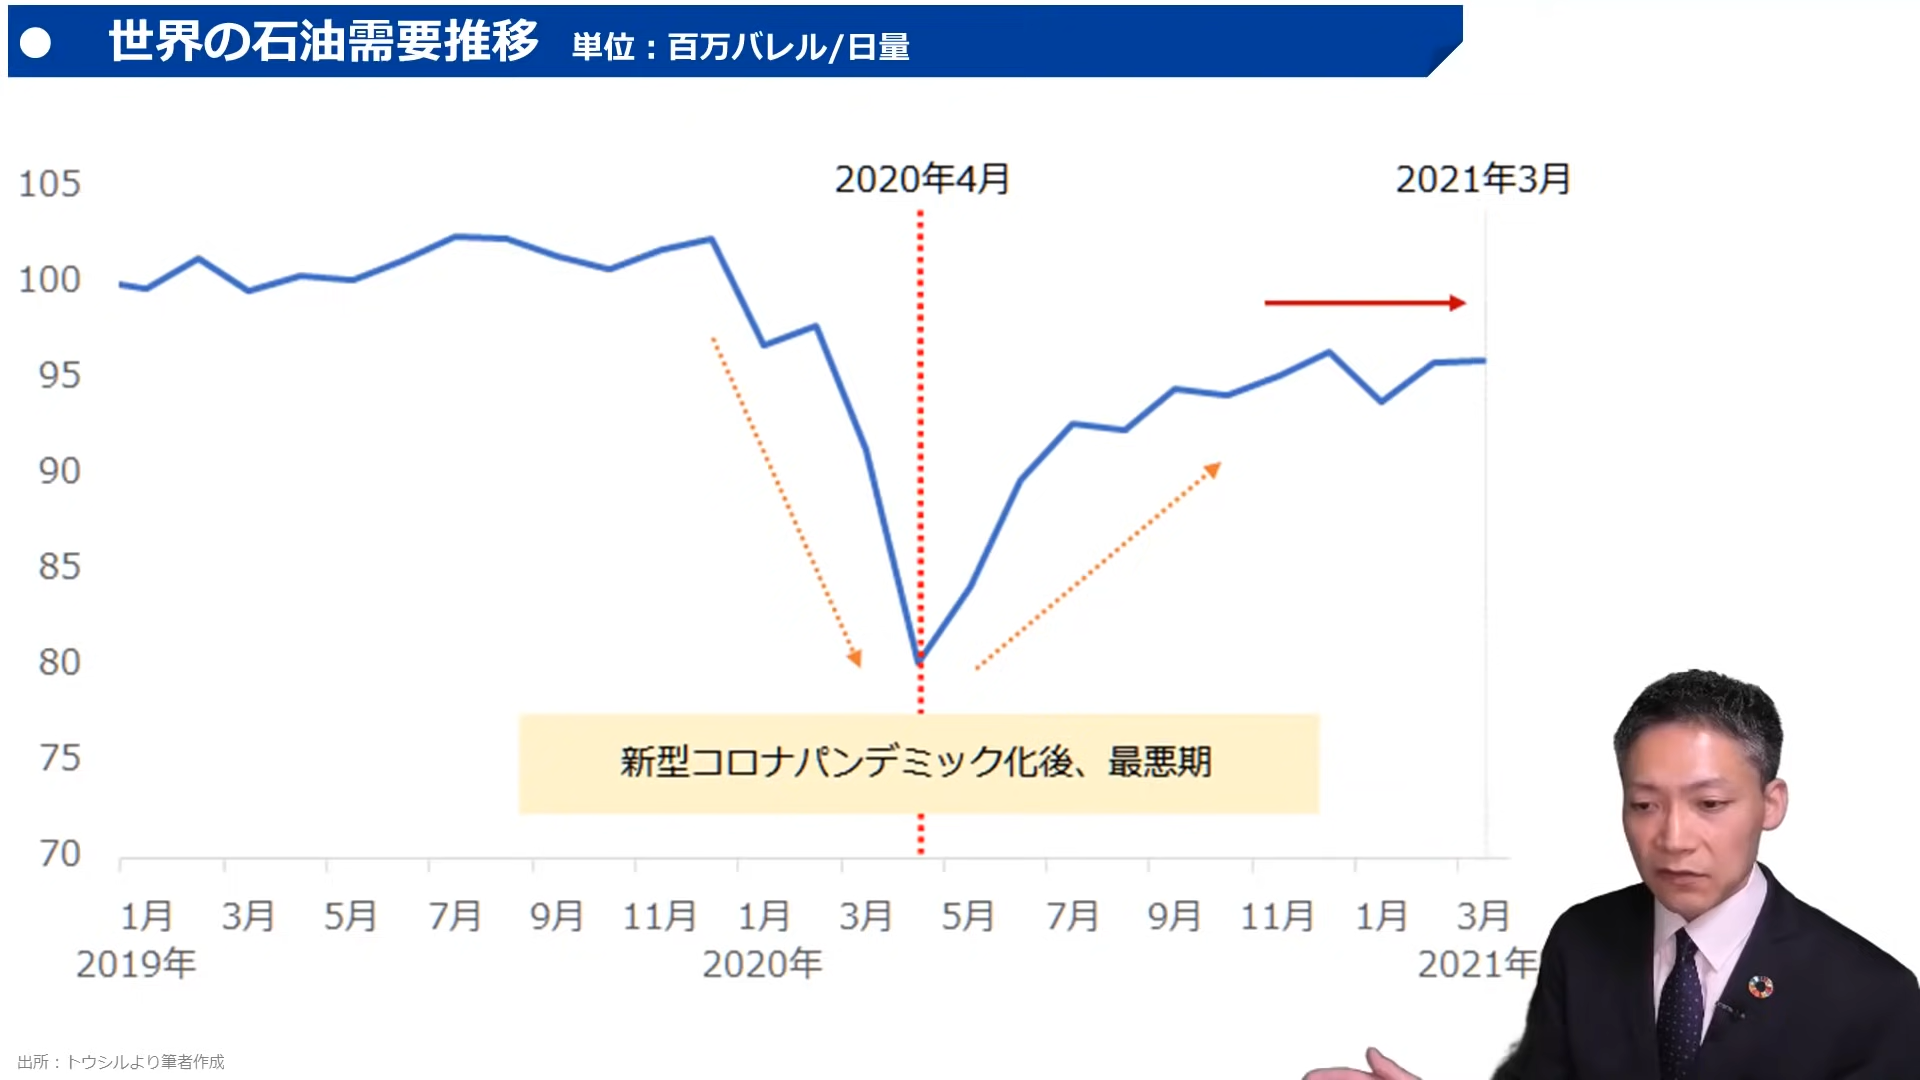 世界の石油需要推移 単位：百万バレル/日量
2020年4月 2021年3月
105
100
95
90
85
80
75
70
新型コロナパンデミック化後、最悪期
1月 3月 5月 7月 9月 11月 1月 3月 5月 7月 9月 11月 1月 3月
2019年 2020年 2021年
出所：トウシルより筆者作成